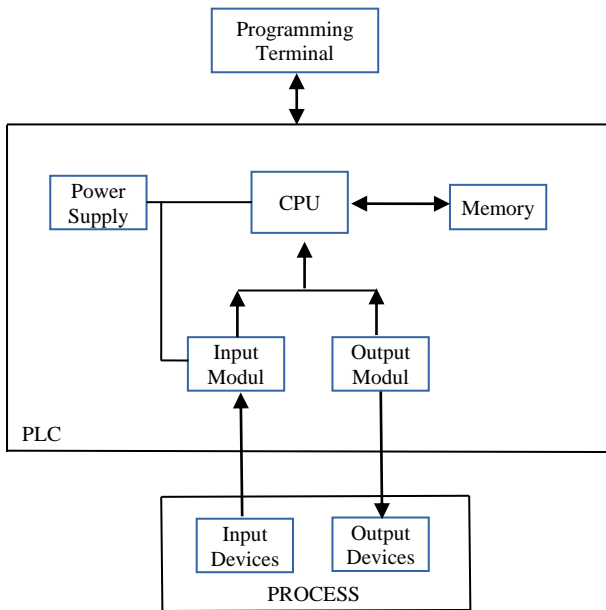 Programming
Terminal
Power
Supply
CPU
Memory
Input
Modul
Output
Modul
PLC
Input
Devices
Output
Devices
PROCESS